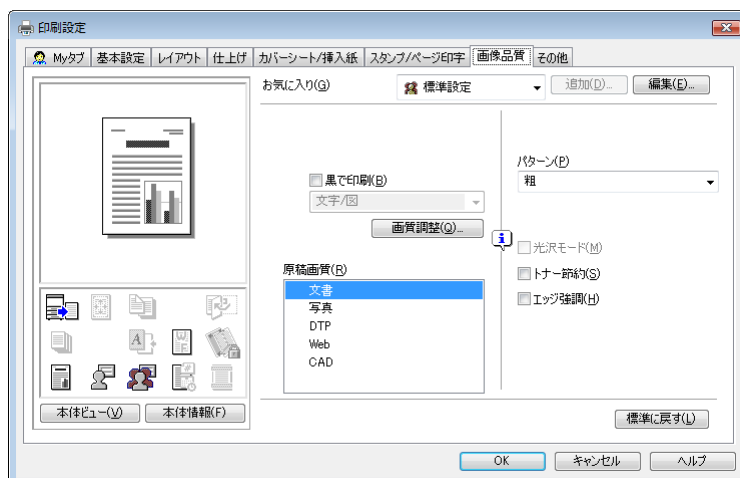 印刷設定
Myタブ 基本設定 レイアウト 仕上げ カバーシート/挿入紙 スタンプ/ページ印字 画像品質 その他
お気に入り(G) 標準設定 追加(D)... 編集(E)...
パターン(P)
黒で印刷(B) 粗
文字/図
画質調整(Q)...
光沢モード(M)
原稿画質(R) トナー節約(S)
文書 エッジ強調(H)
写真
DTP
Web
CAD
本体ビュー(V) 本体情報(F) 標準に戻す(L)
OK キャンセル ヘルプ